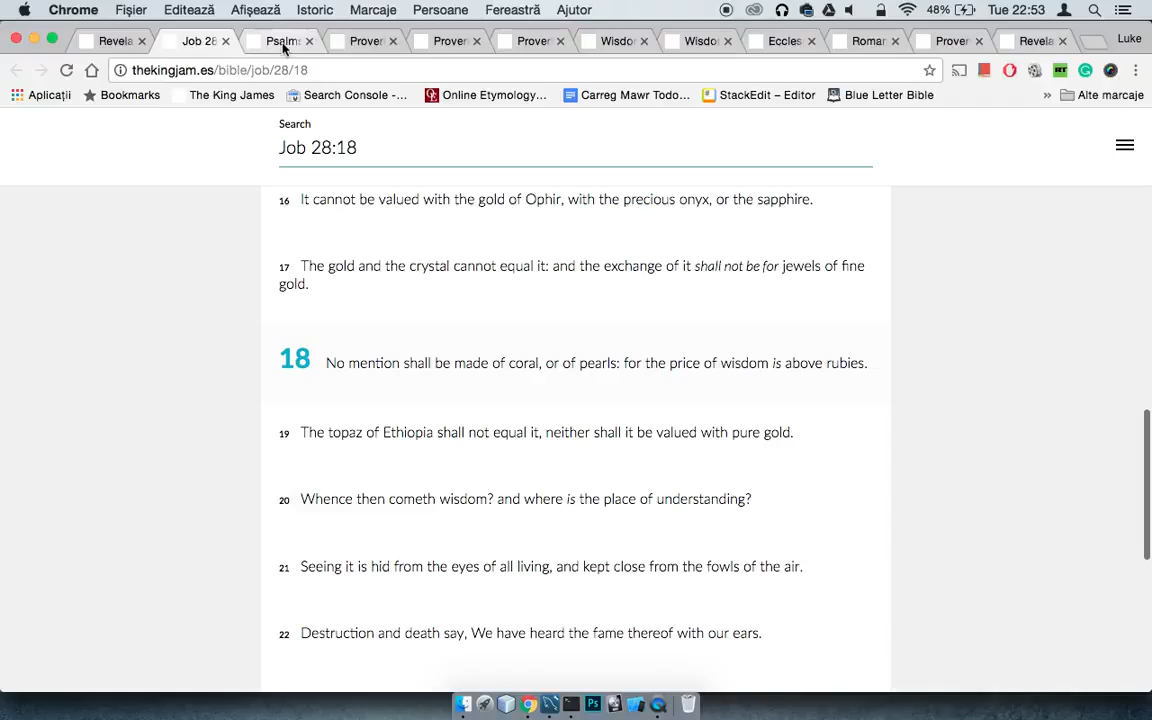 Chrome Fișier Editează Afișează Istoric Marcaje Persoane Fereastră Ajutor 48% Tue 22:53
Revela Job 28 Psalm Prover Prover Prover Wisdo Wisdo Eccles Romar Prover Revela Luke
thekingjam.es/bible/job/28/18
Aplicații Bookmarks The King James Search Console -... Online Etymology... Carreg Mawr Todo... StackEdit – Editor Blue Letter Bible » Alte marcaje
Search
Job 28:18
16 It cannot be valued with the gold of Ophir, with the precious onyx, or the sapphire.
17 The gold and the crystal cannot equal it: and the exchange of it shall not be for jewels of fine
gold.
18 No mention shall be made of coral, or of pearls: for the price of wisdom is above rubies.
19 The topaz of Ethiopia shall not equal it, neither shall it be valued with pure gold.
20 Whence then cometh wisdom? and where is the place of understanding?
21 Seeing it is hid from the eyes of all living, and kept close from the fowls of the air.
22 Destruction and death say, We have heard the fame thereof with our ears.